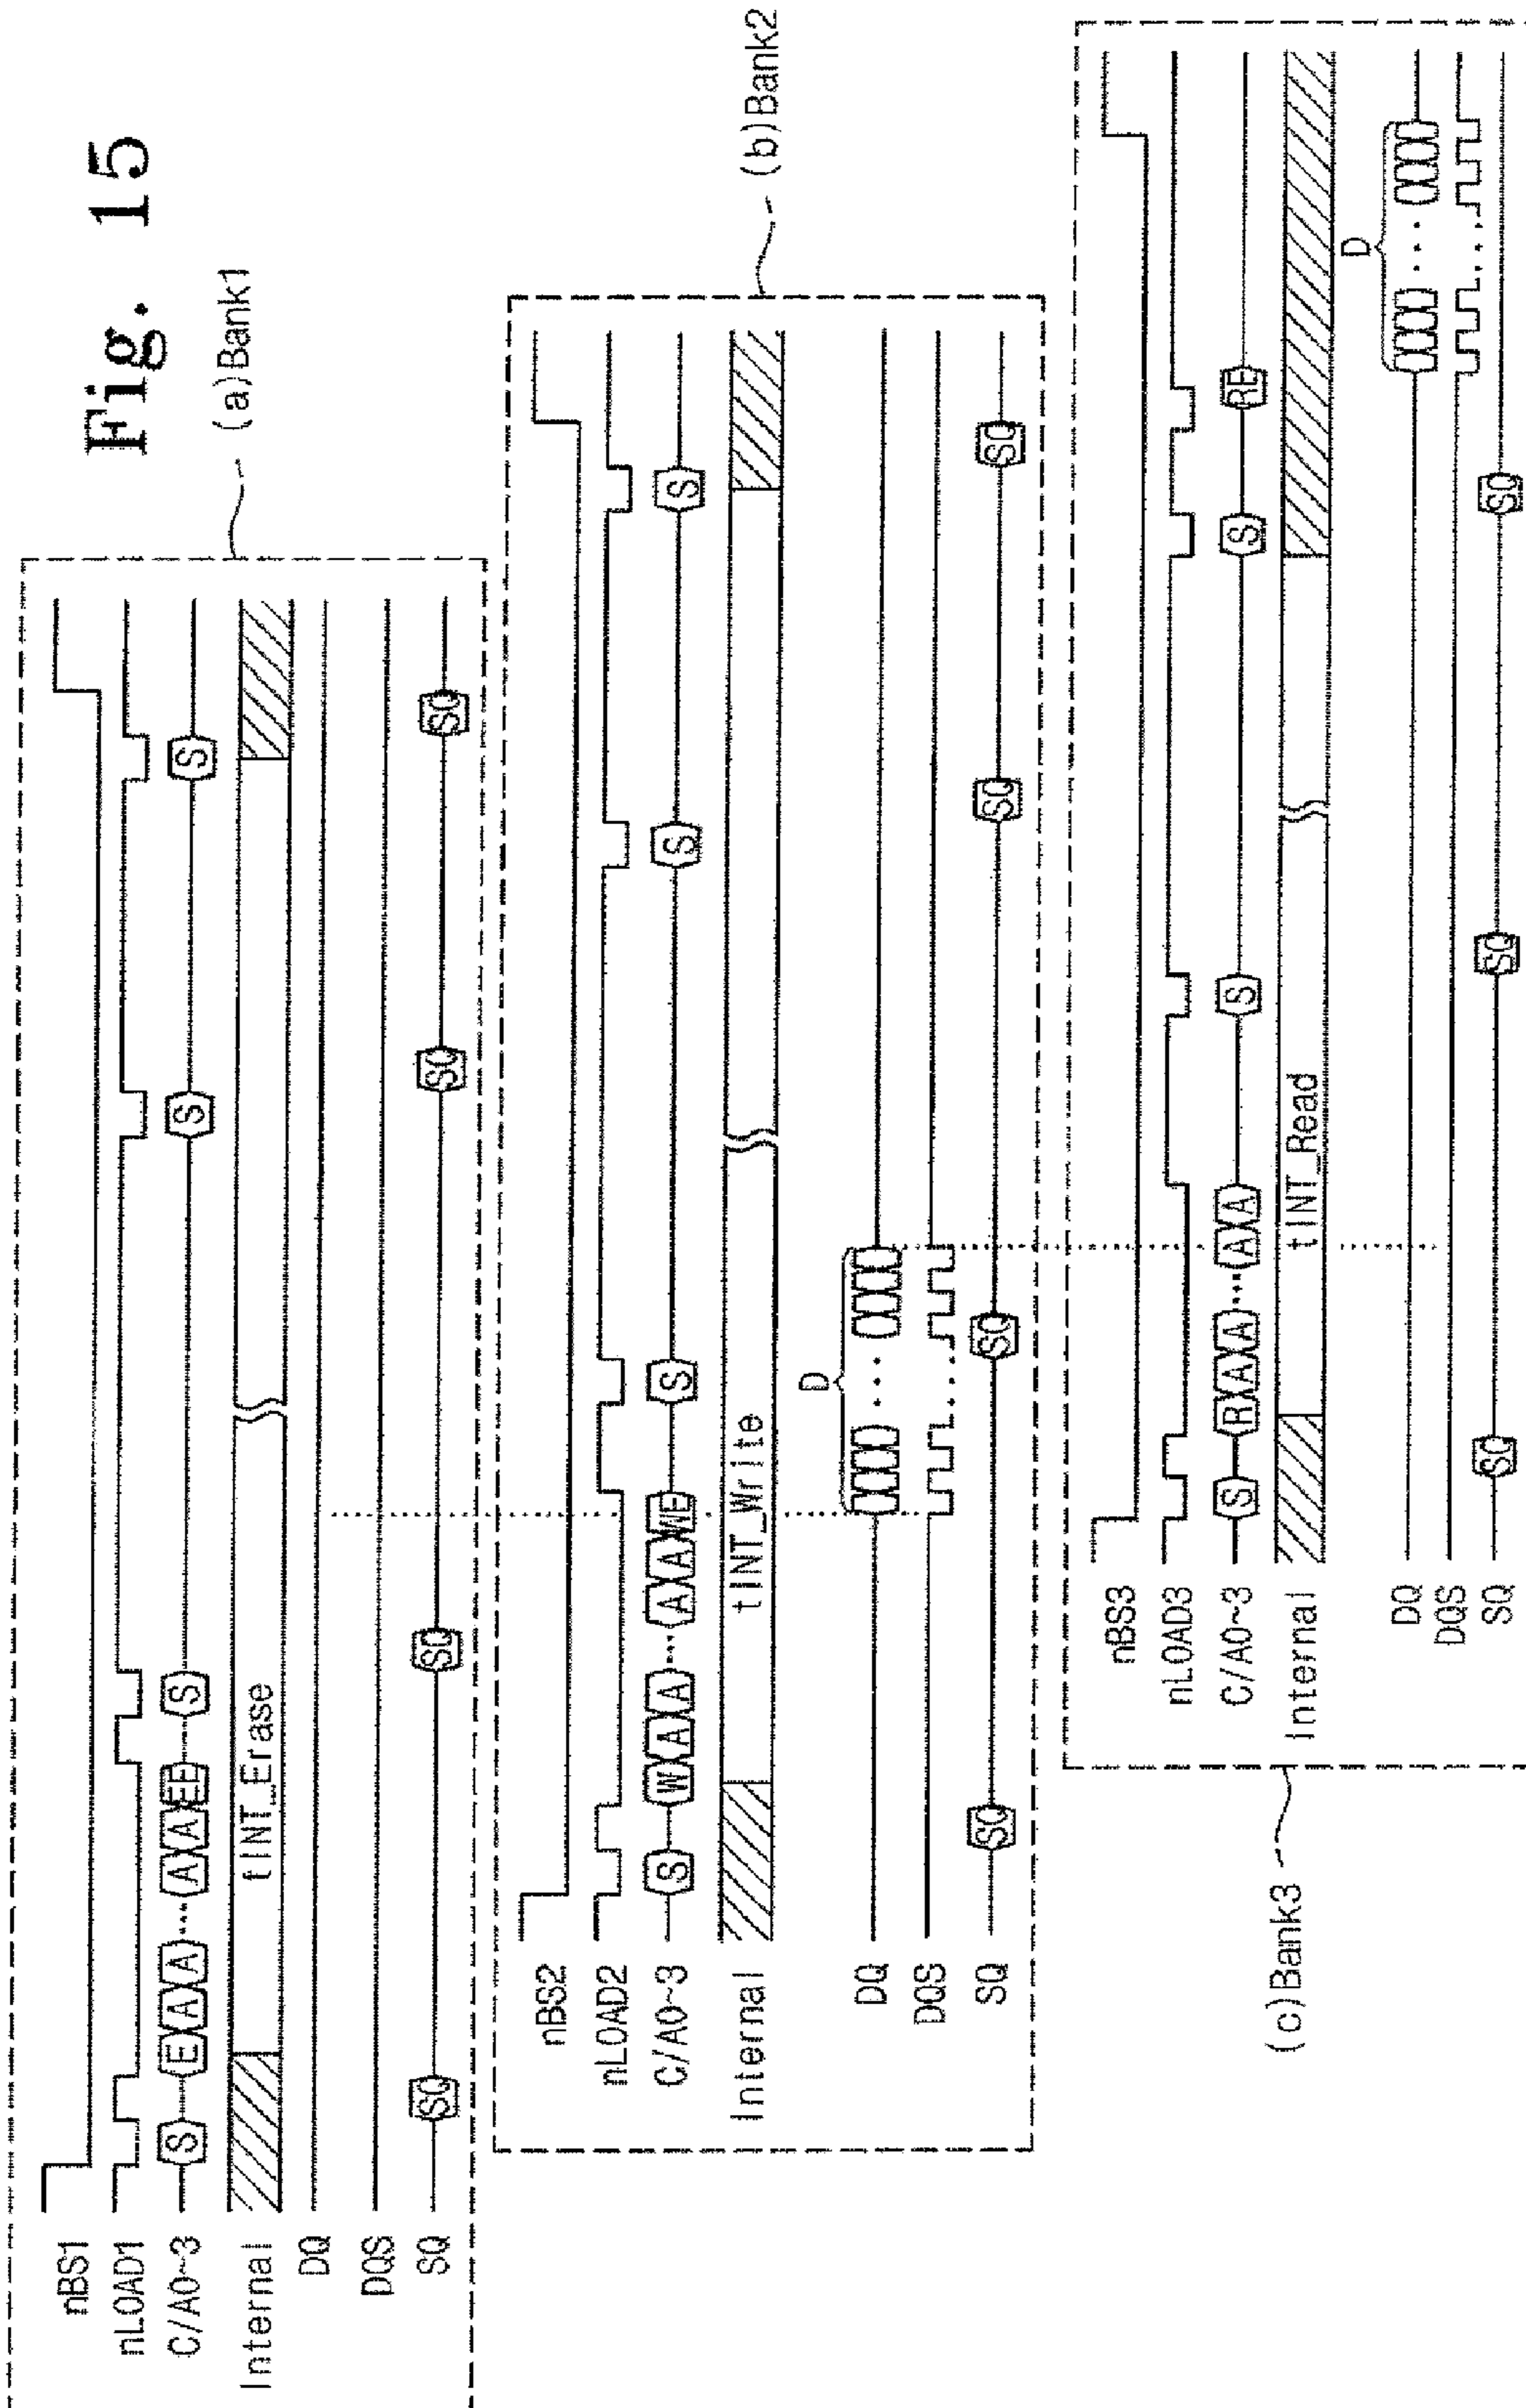 Fig. 15
(a)Bank1
nBS1
nLOAD1
C/A0~3 S E A A ... A A EE S S S
Internal tINT_Erase
DQ
DQS
SQ SQ SQ SQ SQ
(b)Bank2
nBS2
nLOAD2
C/A0~3 S W A A ... A A WE S S S
Internal tINT_Write
D
DQ ...
DQS ...
SQ SQ SQ SQ SQ
(c)Bank3
nBS3
nLOAD3
C/A0~3 S R A A ... A A S S RE
Internal tINT_Read
D
DQ ...
DQS ...
SQ SQ SQ SQ